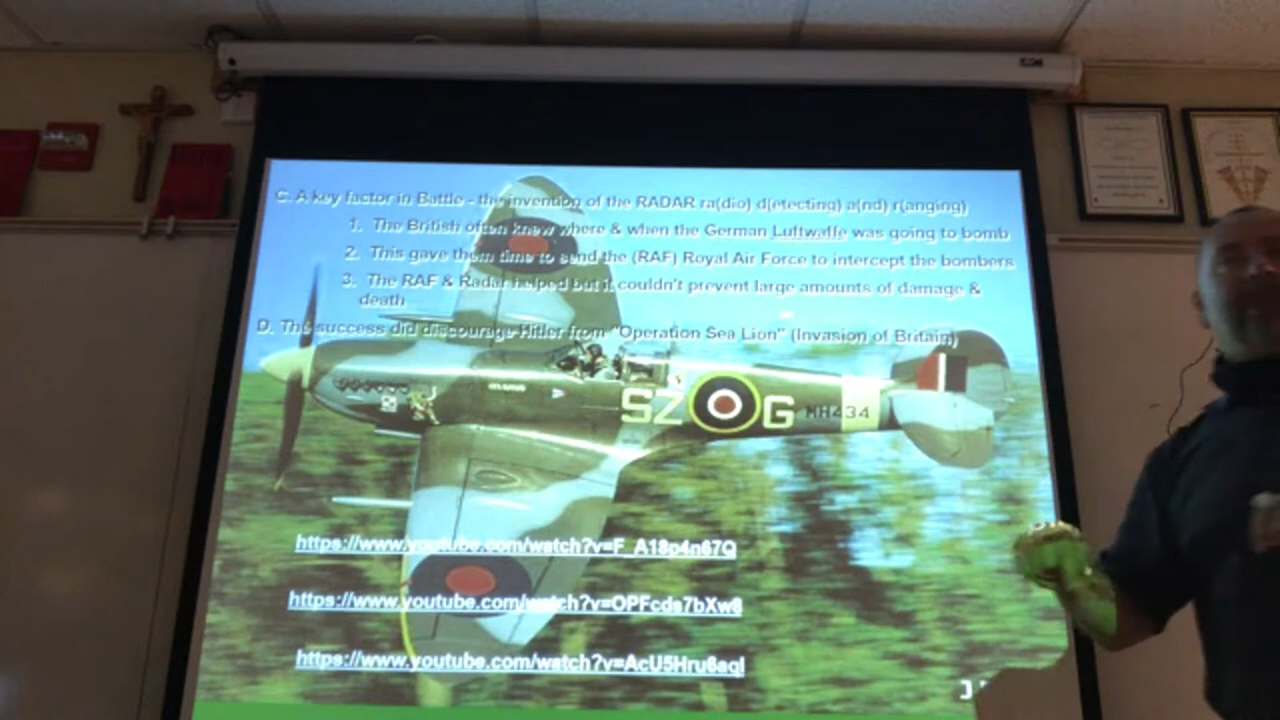 C. A key factor in Battle - the invention of the RADAR ra(dio) d(etecting) a(nd) r(anging)
1. The British often knew where & when the German Luftwaffe was going to bomb
2. This gave them time to send the (RAF) Royal Air Force to intercept the bombers
3. The RAF & Radar helped but it couldn't prevent large amounts of damage &
death
D. The success did discourage Hitler from "Operation Sea Lion" (Invasion of Britain)
SZ G MH434
https://www.youtube.com/watch?v=F_A18p4n67Q
https://www.youtube.com/watch?v=OPFcds7bXw8
https://www.youtube.com/watch?v=AcU5Hru6aqI